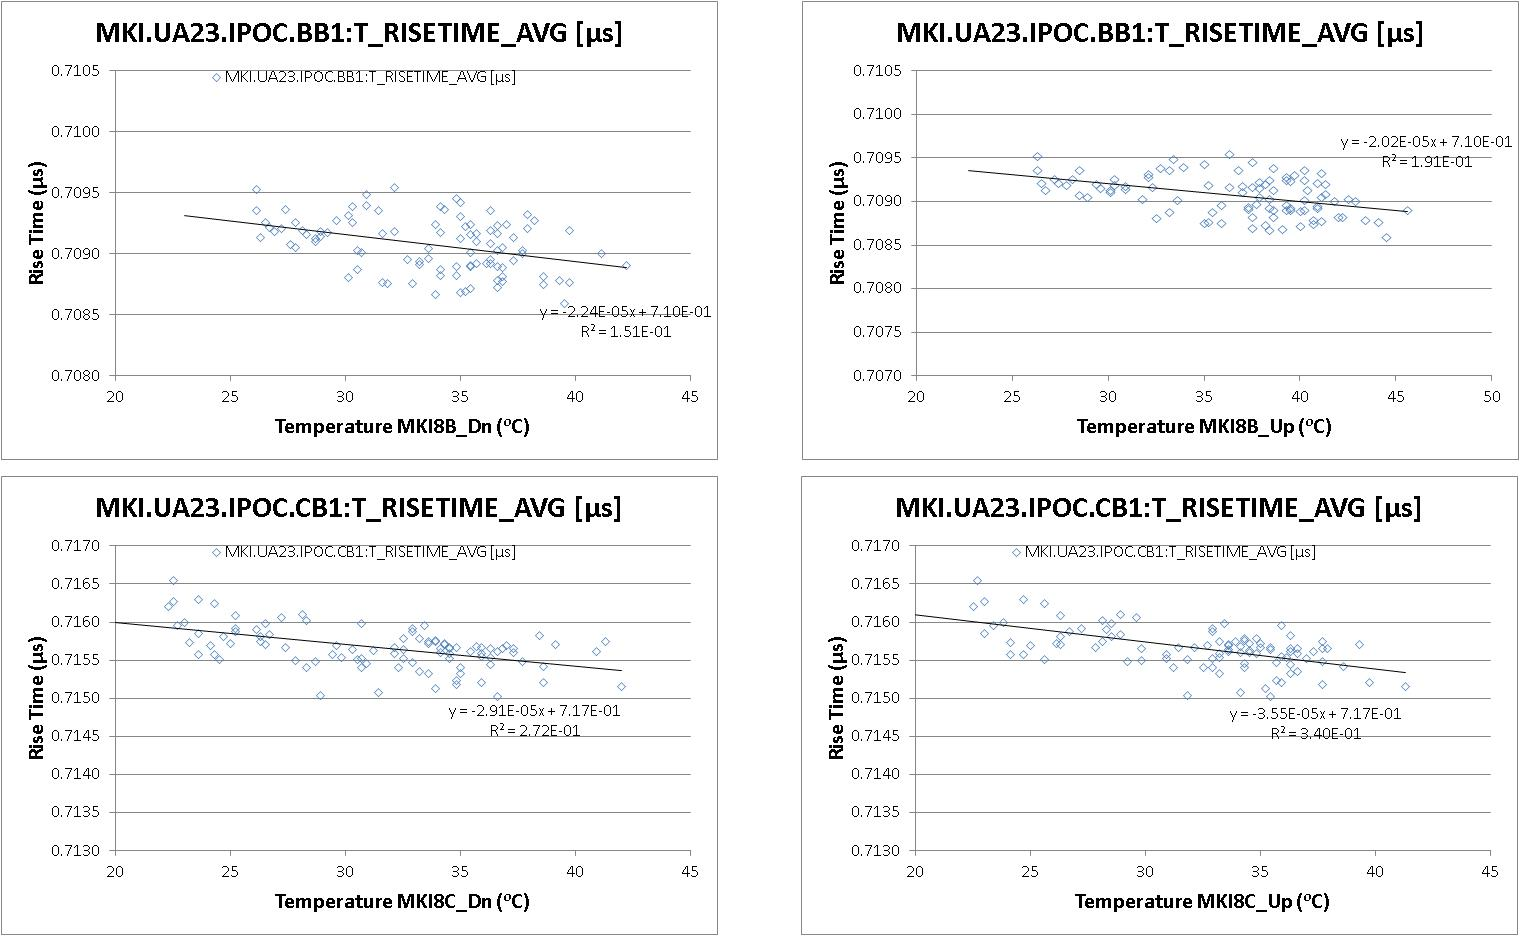 MKI.UA23.IPOC.BB1:T_RISETIME_AVG [µs]
0.7105
MKI.UA23.IPOC.BB1:T_RISETIME_AVG [µs]
0.7100
0.7095
0.7090
0.7085
0.7080
Rise Time (µs)
y = -2.24E-05x + 7.10E-01
R² = 1.51E-01
20 25 30 35 40 45
Temperature MKI8B_Dn (ºC)
MKI.UA23.IPOC.BB1:T_RISETIME_AVG [µs]
0.7105
0.7100
0.7095
0.7090
0.7085
0.7080
0.7075
0.7070
Rise Time (µs)
y = -2.02E-05x + 7.10E-01
R² = 1.91E-01
20 25 30 35 40 45 50
Temperature MKI8B_Up (ºC)
MKI.UA23.IPOC.CB1:T_RISETIME_AVG [µs]
0.7170
MKI.UA23.IPOC.CB1:T_RISETIME_AVG [µs]
0.7165
0.7160
0.7155
0.7150
0.7145
0.7140
0.7135
0.7130
Rise Time (µs)
y = -2.91E-05x + 7.17E-01
R² = 2.72E-01
20 25 30 35 40 45
Temperature MKI8C_Dn (ºC)
MKI.UA23.IPOC.CB1:T_RISETIME_AVG [µs]
0.7170
MKI.UA23.IPOC.CB1:T_RISETIME_AVG [µs]
0.7165
0.7160
0.7155
0.7150
0.7145
0.7140
0.7135
0.7130
Rise Time (µs)
y = -3.55E-05x + 7.17E-01
R² = 3.40E-01
20 25 30 35 40 45
Temperature MKI8C_Up (ºC)